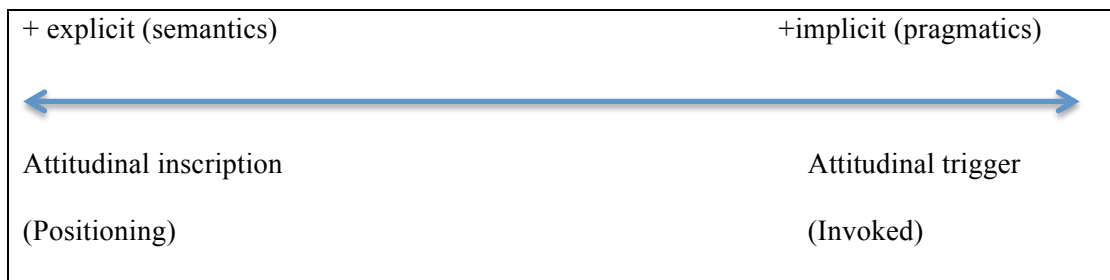 + explicit (semantics) +implicit (pragmatics)
Attitudinal inscription Attitudinal trigger
(Positioning) (Invoked)